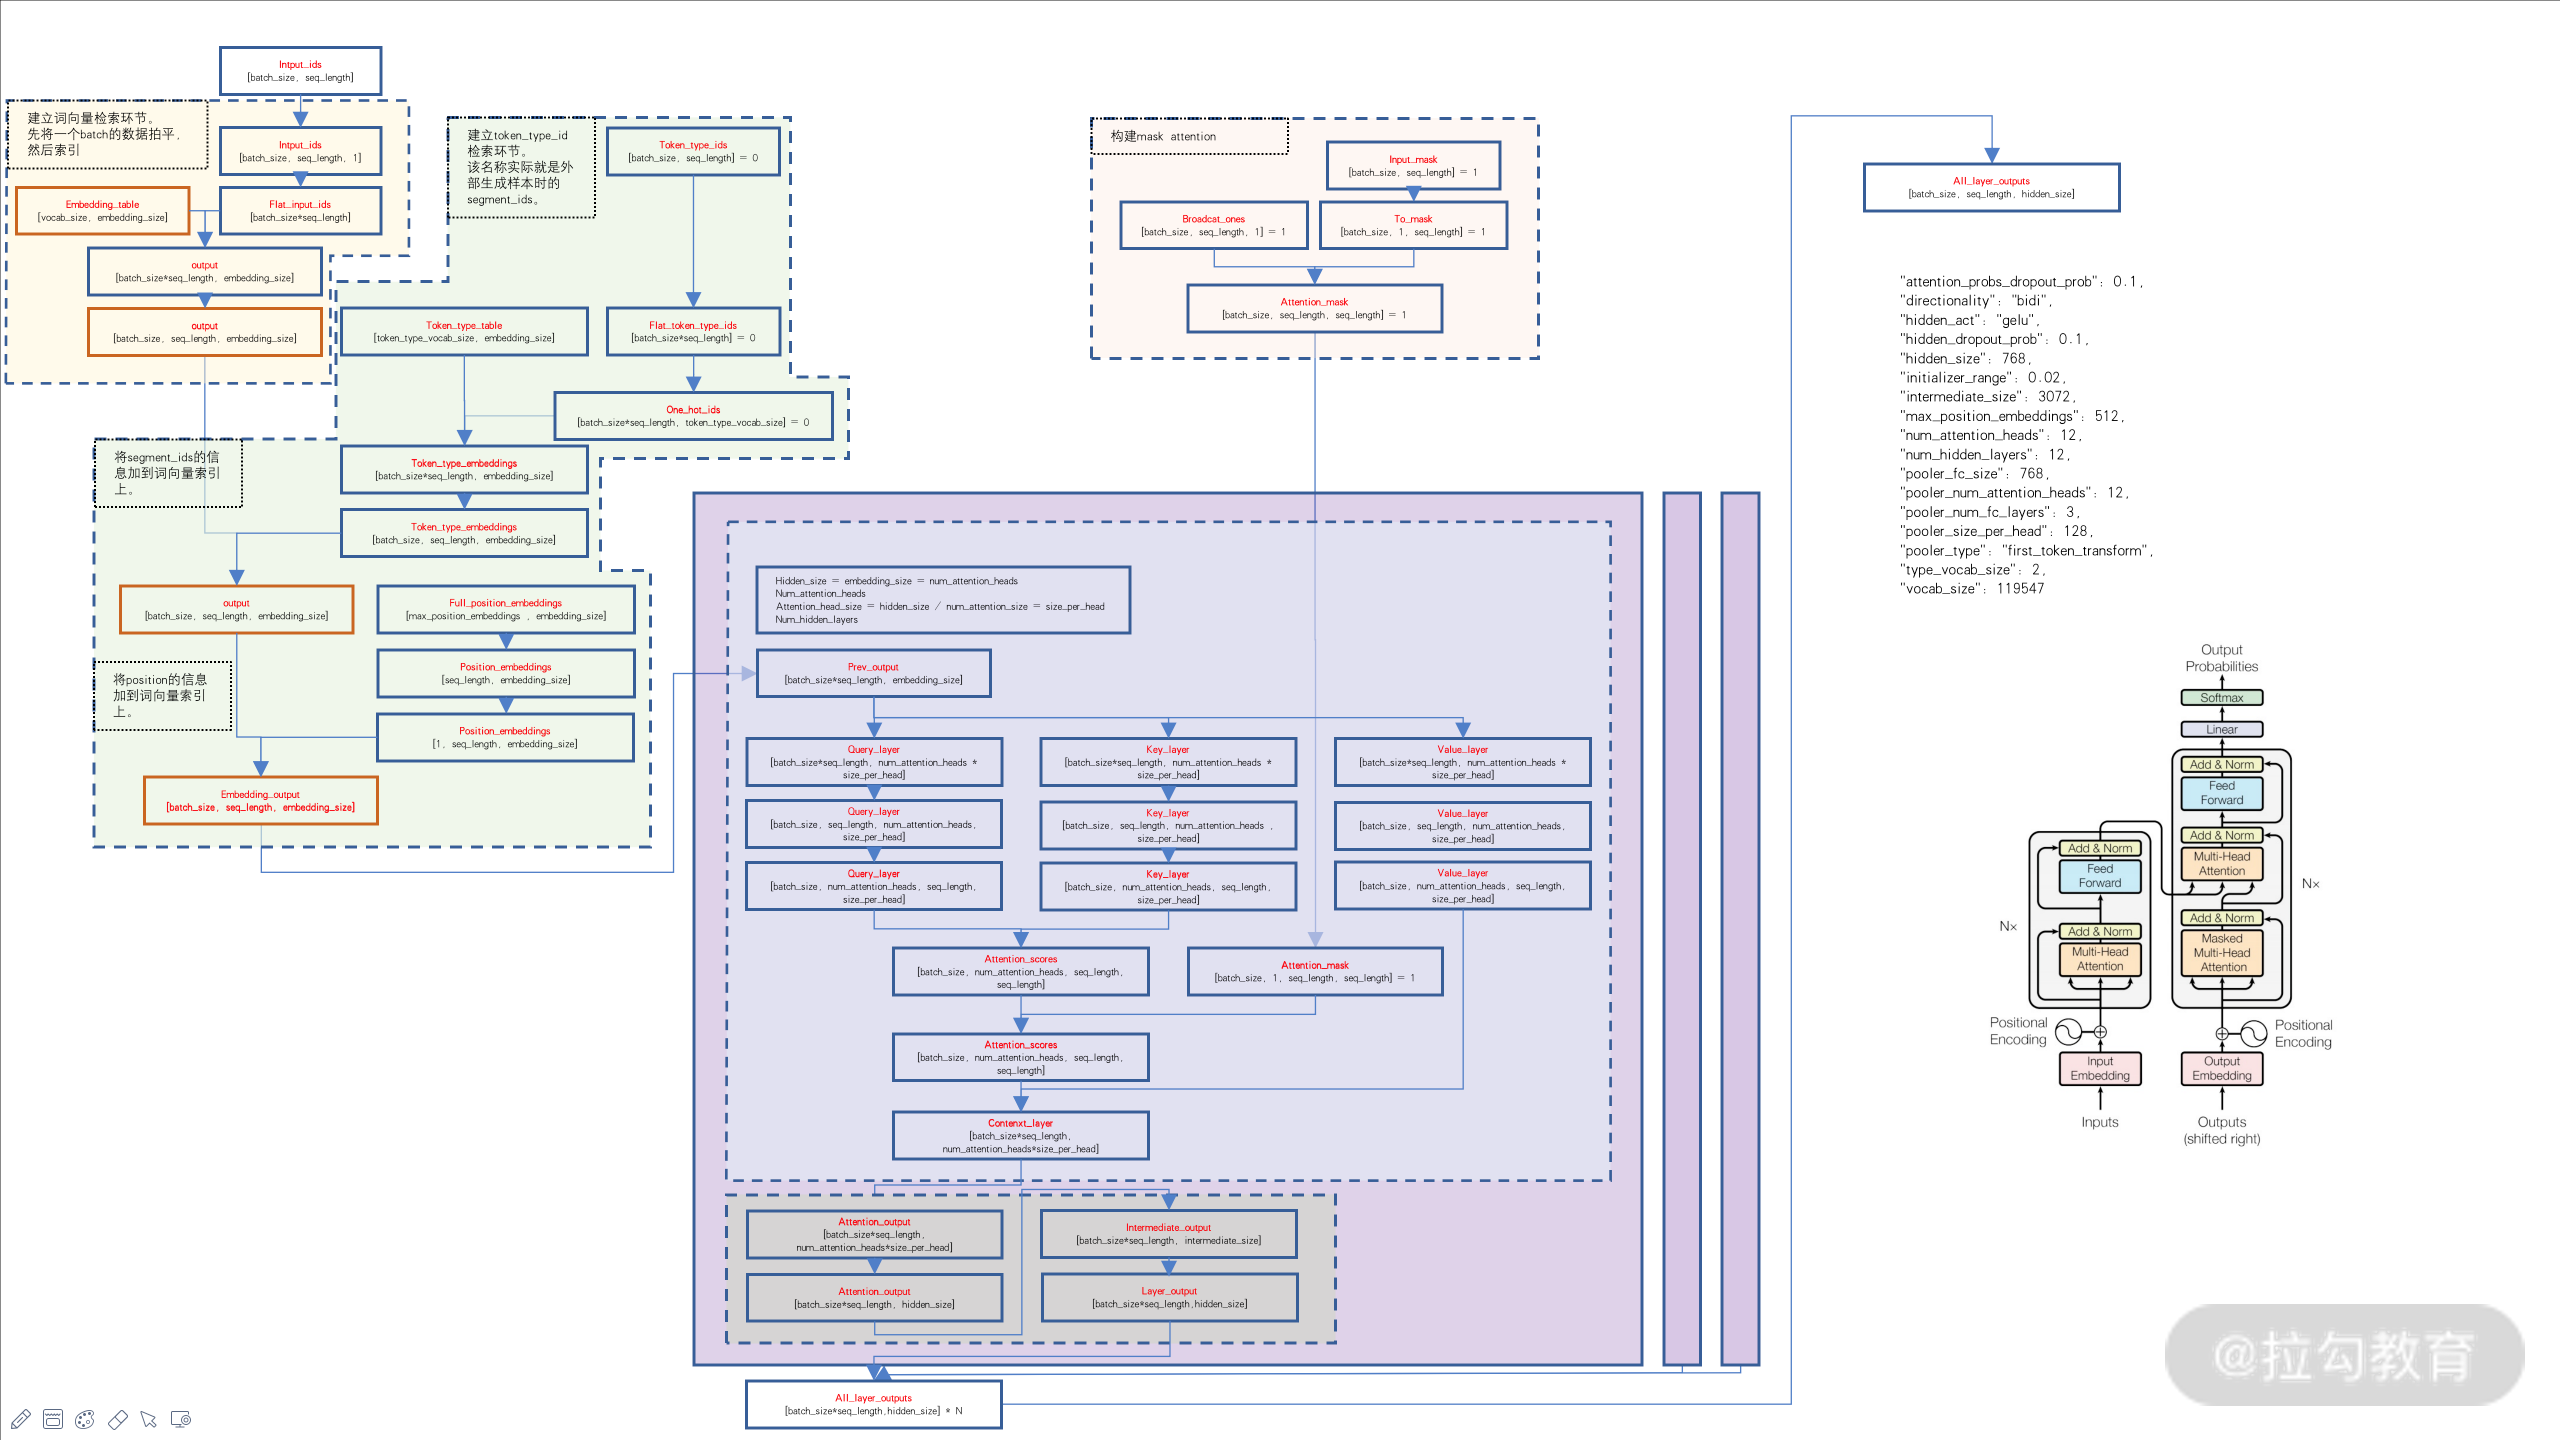 Intput_ids
[batch_size, seq_length]
建立词向量检索环节。
先将一个batch的数据拍平，
然后索引
Intput_ids
[batch_size, seq_length, 1]
Embedding_table
[vocab_size, embedding_size]
Flat_input_ids
[batch_size*seq_length]
output
[batch_size*seq_length, embedding_size]
output
[batch_size, seq_length, embedding_size]
建立token_type_id
检索环节。
该名称实际就是外
部生成样本时的
segment_ids。
Token_type_ids
[batch_size, seq_length] = 0
Token_type_table
[token_type_vocab_size, embedding_size]
Flat_token_type_ids
[batch_size*seq_length] = 0
One_hot_ids
[batch_size*seq_length, token_type_vocab_size] = 0
将segment_ids的信
息加到词向量索引
上。
Token_type_embeddings
[batch_size*seq_length, embedding_size]
Token_type_embeddings
[batch_size, seq_length, embedding_size]
output
[batch_size, seq_length, embedding_size]
Full_position_embeddings
[max_position_embeddings , embedding_size]
将position的信息
加到词向量索引
上。
Position_embeddings
[seq_length, embedding_size]
Position_embeddings
[1, seq_length, embedding_size]
Embedding_output
[batch_size, seq_length, embedding_size]
构建mask attention
Input_mask
[batch_size, seq_length] = 1
Broadcat_ones
[batch_size, seq_length, 1] = 1
To_mask
[batch_size, 1, seq_length] = 1
Attention_mask
[batch_size, seq_length, seq_length] = 1
Hidden_size = embedding_size = num_attention_heads
Num_attention_heads
Attention_head_size = hidden_size / num_attention_size = size_per_head
Num_hidden_layers
Prev_output
[batch_size*seq_length, embedding_size]
Query_layer
[batch_size*seq_length, num_attention_heads *
size_per_head]
Key_layer
[batch_size*seq_length, num_attention_heads *
size_per_head]
Value_layer
[batch_size*seq_length, num_attention_heads *
size_per_head]
Query_layer
[batch_size, seq_length, num_attention_heads,
size_per_head]
Key_layer
[batch_size, seq_length, num_attention_heads ,
size_per_head]
Value_layer
[batch_size, seq_length, num_attention_heads,
size_per_head]
Query_layer
[batch_size, num_attention_heads, seq_length,
size_per_head]
Key_layer
[batch_size, num_attention_heads, seq_length,
size_per_head]
Value_layer
[batch_size, num_attention_heads, seq_length,
size_per_head]
Attention_scores
[batch_size, num_attention_heads, seq_length,
seq_length]
Attention_mask
[batch_size, 1, seq_length, seq_length] = 1
Attention_scores
[batch_size, num_attention_heads, seq_length,
seq_length]
Contenxt_layer
[batch_size*seq_length,
num_attention_heads*size_per_head]
Attention_output
[batch_size*seq_length,
num_attention_heads*size_per_head]
Intermediate_output
[batch_size*seq_length, intermediate_size]
Attention_output
[batch_size*seq_length, hidden_size]
Layer_output
[batch_size*seq_length,hidden_size]
All_layer_outputs
[batch_size*seq_length,hidden_size] * N
All_layer_outputs
[batch_size, seq_length, hidden_size]
"attention_probs_dropout_prob": 0.1,
"directionality": "bidi",
"hidden_act": "gelu",
"hidden_dropout_prob": 0.1,
"hidden_size": 768,
"initializer_range": 0.02,
"intermediate_size": 3072,
"max_position_embeddings": 512,
"num_attention_heads": 12,
"num_hidden_layers": 12,
"pooler_fc_size": 768,
"pooler_num_attention_heads": 12,
"pooler_num_fc_layers": 3,
"pooler_size_per_head": 128,
"pooler_type": "first_token_transform",
"type_vocab_size": 2,
"vocab_size": 119547
Output
Probabilities
Softmax
Linear
Add & Norm
Feed
Forward
Add & Norm
Multi-Head
Attention
Add & Norm
Masked
Multi-Head
Attention
N×
Positional
Encoding
Output
Embedding
Outputs
(shifted right)
Add & Norm
Feed
Forward
Add & Norm
Multi-Head
Attention
N×
Positional
Encoding
Input
Embedding
Inputs
@拉勾教育